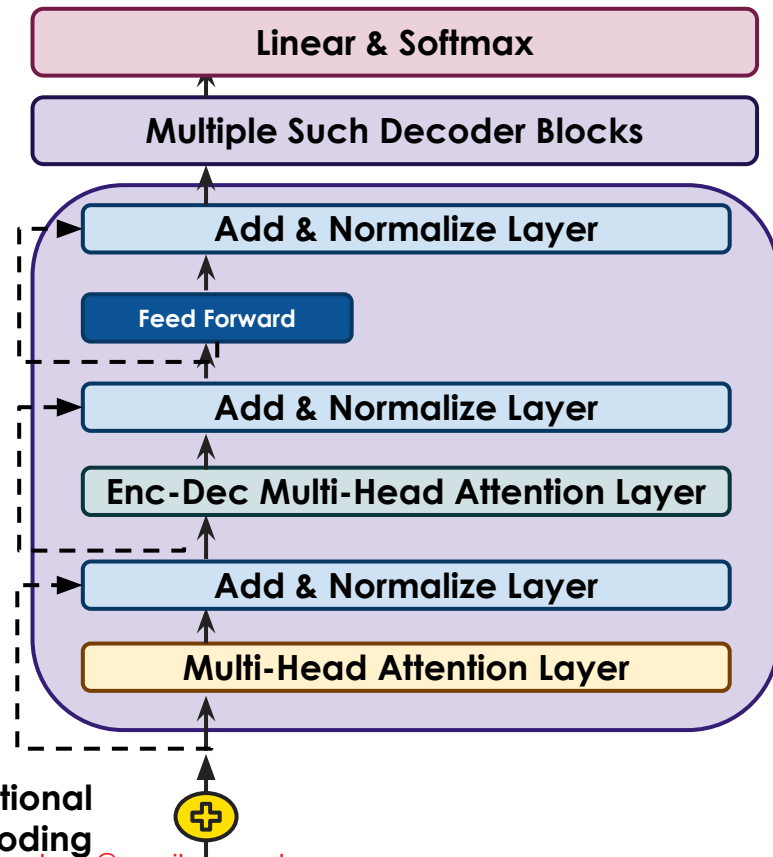 Linear & Softmax
Multiple Such Decoder Blocks
Add & Normalize Layer
Feed Forward
Add & Normalize Layer
Enc-Dec Multi-Head Attention Layer
Add & Normalize Layer
Multi-Head Attention Layer
tional
oding